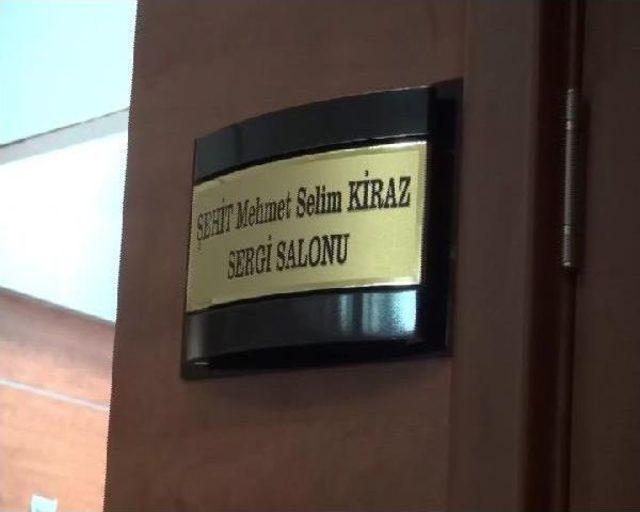 ŞEHİT Mehmet Selim KİRAZ
SERGİ SALONU